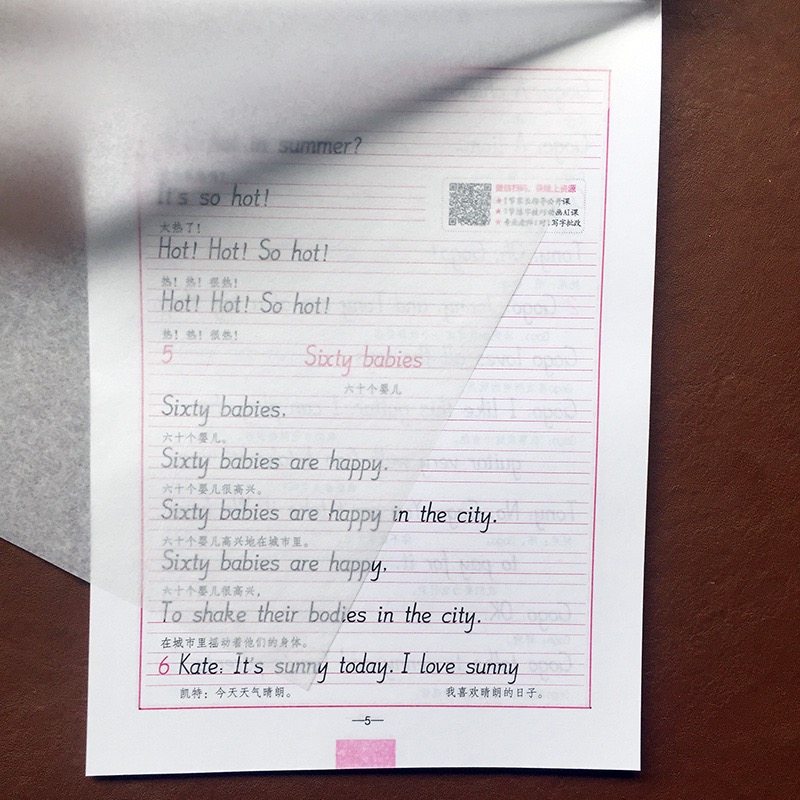 in summer?
It's so hot!
太热了!
Hot! Hot! So hot!
热! 热! 很热!
Hot! Hot! So hot!
热! 热! 很热!
5 Sixty babies
六十个婴儿
Sixty babies.
六十个婴儿。
Sixty babies are happy.
六十个婴儿很高兴。
Sixty babies are happy in the city.
六十个婴儿高兴地在城市里。
Sixty babies are happy,
六十个婴儿很高兴,
To shake their bodies in the city.
在城市里摇动着他们的身体。
6 Kate: It's sunny today. I love sunny
凯特: 今天天气晴朗。 我喜欢晴朗的日子。
—5—